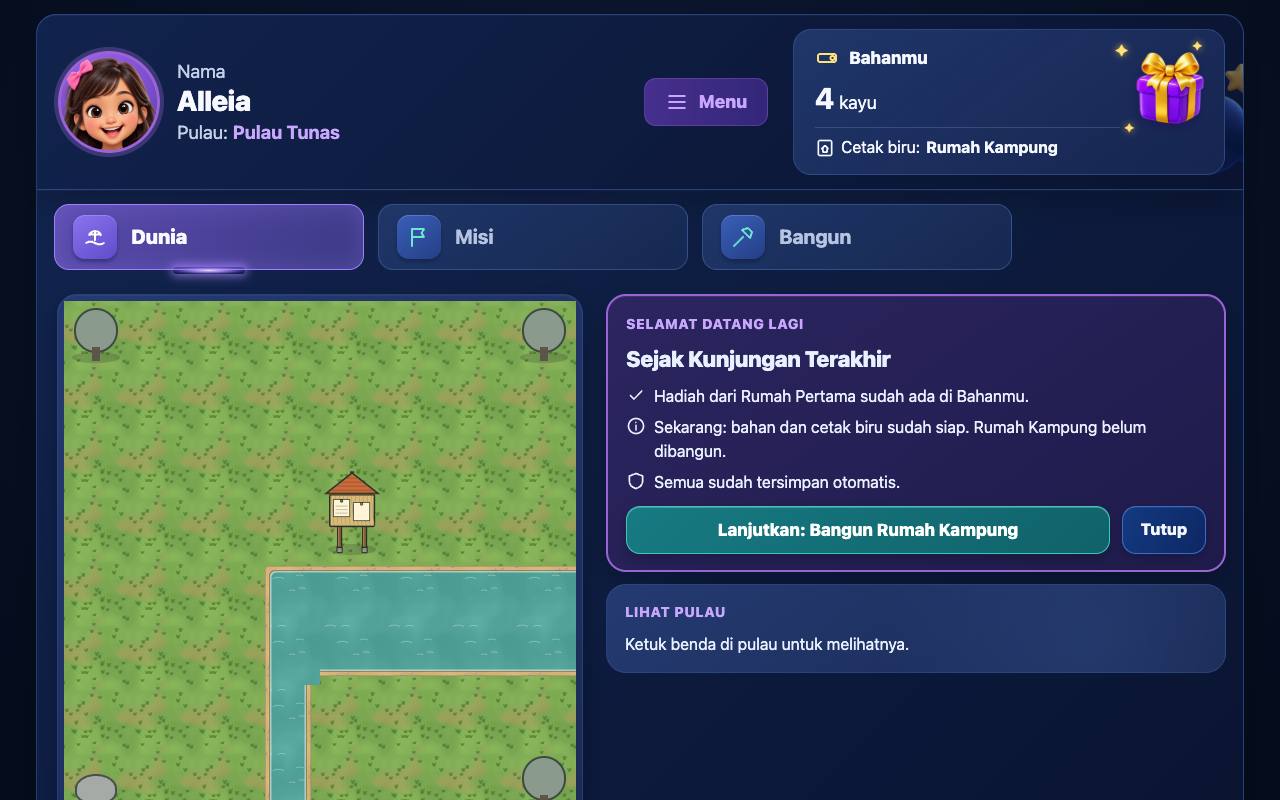 Nama
Alleia
Pulau: Pulau Tunas
Menu
Bahanmu
4 kayu
Cetak biru: Rumah Kampung
Dunia
Misi
Bangun
SELAMAT DATANG LAGI
Sejak Kunjungan Terakhir
Hadiah dari Rumah Pertama sudah ada di Bahanmu.
Sekarang: bahan dan cetak biru sudah siap. Rumah Kampung belum
dibangun.
Semua sudah tersimpan otomatis.
Lanjutkan: Bangun Rumah Kampung
Tutup
LIHAT PULAU
Ketuk benda di pulau untuk melihatnya.